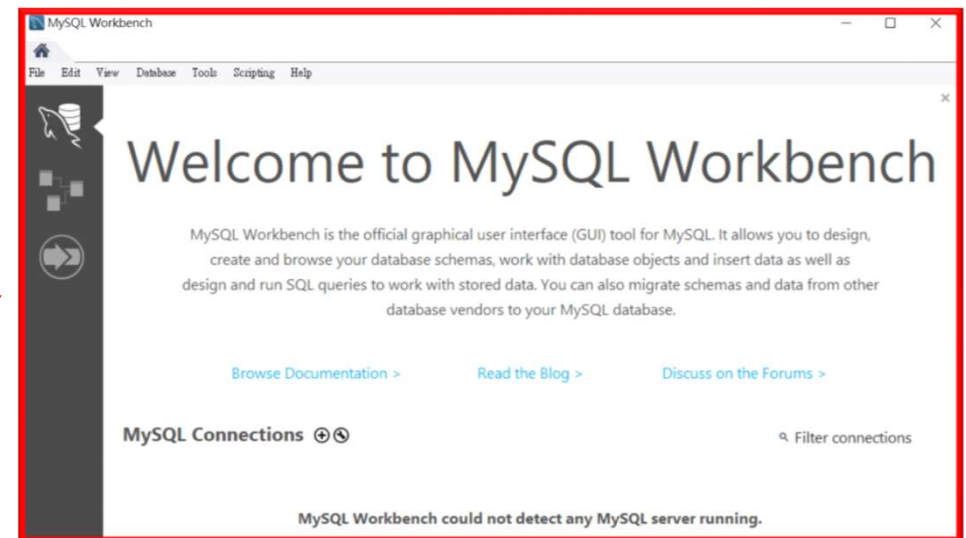 MySQL Workbench
File Edit View Database Tools Scripting Help
Welcome to MySQL Workbench
MySQL Workbench is the official graphical user interface (GUI) tool for MySQL. It allows you to design,
create and browse your database schemas, work with database objects and insert data as well as
design and run SQL queries to work with stored data. You can also migrate schemas and data from other
database vendors to your MySQL database.
Browse Documentation > Read the Blog > Discuss on the Forums >
MySQL Connections Filter connections
MySQL Workbench could not detect any MySQL server running.